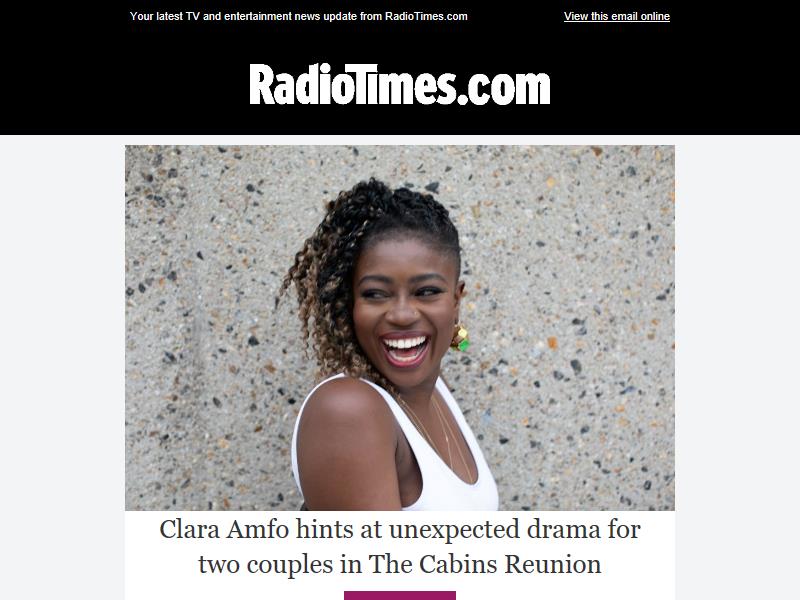 Your latest TV and entertainment news update from RadioTimes.com
View this email online
RadioTimes.com
Clara Amfo hints at unexpected drama for
two couples in The Cabins Reunion